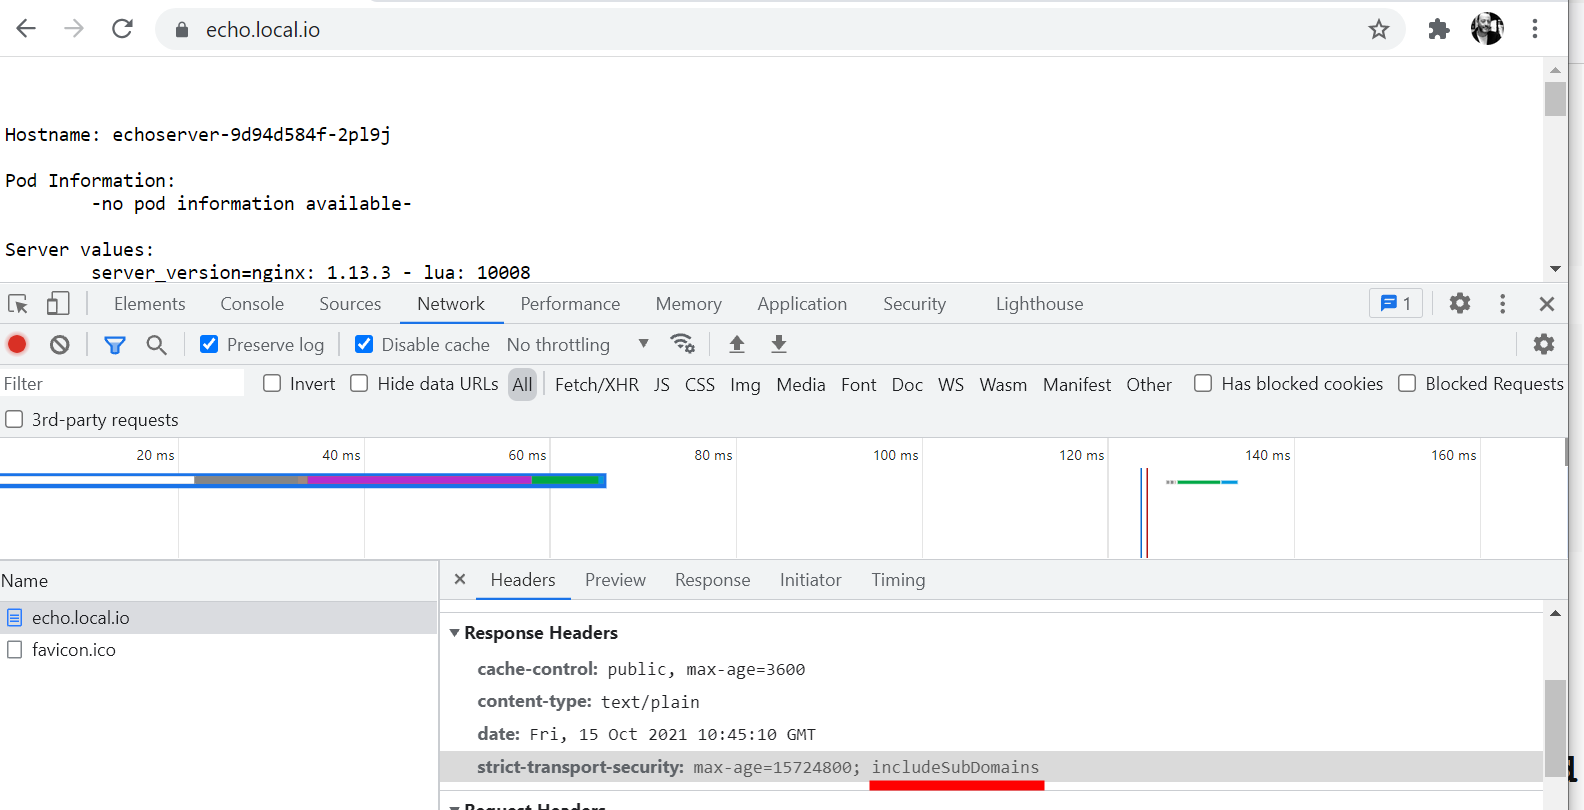 echo.local.io
Hostname: echoserver-9d94d584f-2pl9j
Pod Information:
-no pod information available-
Server values:
server_version=nginx: 1.13.3 - lua: 10008
Elements Console Sources Network Performance Memory Application Security Lighthouse 1
Preserve log Disable cache No throttling
Filter Invert Hide data URLs All Fetch/XHR JS CSS Img Media Font Doc WS Wasm Manifest Other Has blocked cookies Blocked Requests
3rd-party requests
20 ms 40 ms 60 ms 80 ms 100 ms 120 ms 140 ms 160 ms
Name
echo.local.io
favicon.ico
Headers Preview Response Initiator Timing
Response Headers
cache-control: public, max-age=3600
content-type: text/plain
date: Fri, 15 Oct 2021 10:45:10 GMT
strict-transport-security: max-age=15724800; includeSubDomains
Request Headers